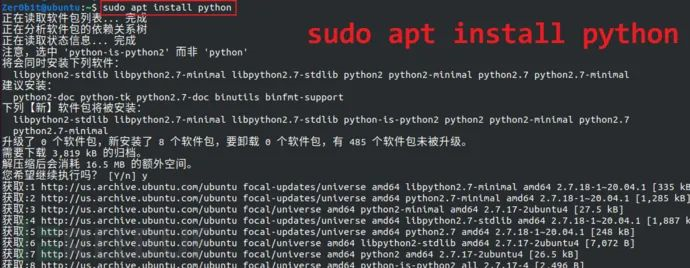 Zer0bit@ubuntu:~$ sudo apt install python
正在读取软件包列表... 完成
正在分析软件包的依赖关系树
正在读取状态信息... 完成
注意，选中 'python-is-python2' 而非 'python'
将会同时安装下列软件：
libpython2-stdlib libpython2.7-minimal libpython2.7-stdlib python2 python2-minimal python2.7 python2.7-minimal
建议安装：
python2-doc python-tk python2.7-doc binutils binfmt-support
下列【新】软件包将被安装：
libpython2-stdlib libpython2.7-minimal libpython2.7-stdlib python-is-python2 python2 python2-minimal python2.7
python2.7-minimal
升级了 0 个软件包，新安装了 8 个软件包，要卸载 0 个软件包，有 485 个软件包未被升级。
需要下载 3,819 kB 的归档。
解压缩后会消耗 16.5 MB 的额外空间。
您希望继续执行吗？ [Y/n] y
获取:1 http://us.archive.ubuntu.com/ubuntu focal-updates/universe amd64 libpython2.7-minimal amd64 2.7.18-1~20.04.1 [335 kB
获取:2 http://us.archive.ubuntu.com/ubuntu focal-updates/universe amd64 python2.7-minimal amd64 2.7.18-1~20.04.1 [1,285 kB]
获取:3 http://us.archive.ubuntu.com/ubuntu focal/universe amd64 python2-minimal amd64 2.7.17-2ubuntu4 [27.5 kB]
获取:4 http://us.archive.ubuntu.com/ubuntu focal-updates/universe amd64 libpython2.7-stdlib amd64 2.7.18-1~20.04.1 [1,887 k
获取:5 http://us.archive.ubuntu.com/ubuntu focal-updates/universe amd64 python2.7 amd64 2.7.18-1~20.04.1 [248 kB]
获取:6 http://us.archive.ubuntu.com/ubuntu focal/universe amd64 libpython2-stdlib amd64 2.7.17-2ubuntu4 [7,072 B]
获取:7 http://us.archive.ubuntu.com/ubuntu focal/universe amd64 python2 amd64 2.7.17-2ubuntu4 [26.5 kB]
获取:8 http://us.archive.ubuntu.com/ubuntu focal/universe amd64 python-is-python2 all 2.7.17-4 [2,496 B]
sudo apt install python